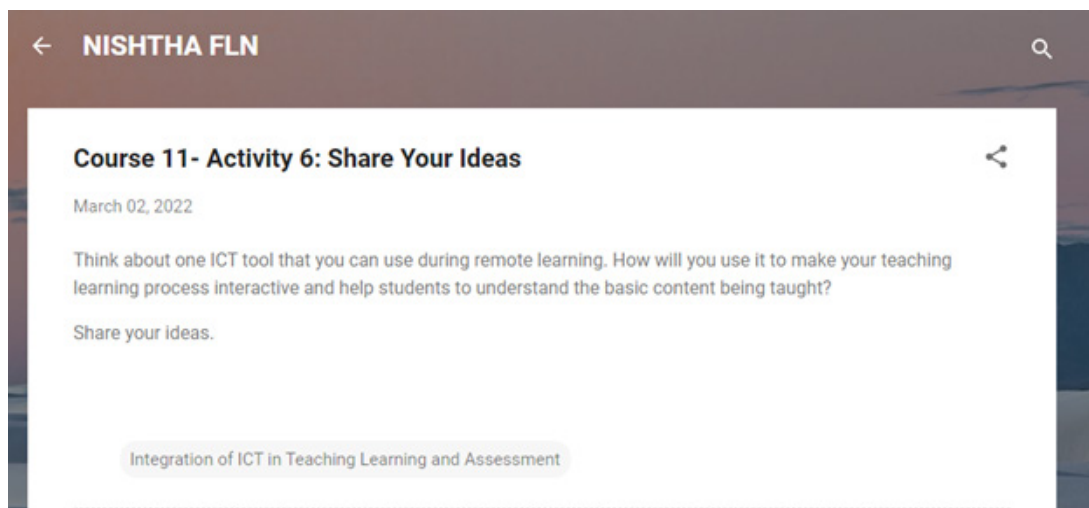 NISHTHA FLN
Course 11- Activity 6: Share Your Ideas
March 02, 2022
Think about one ICT tool that you can use during remote learning. How will you use it to make your teaching
learning process interactive and help students to understand the basic content being taught?
Share your ideas.
Integration of ICT in Teaching Learning and Assessment